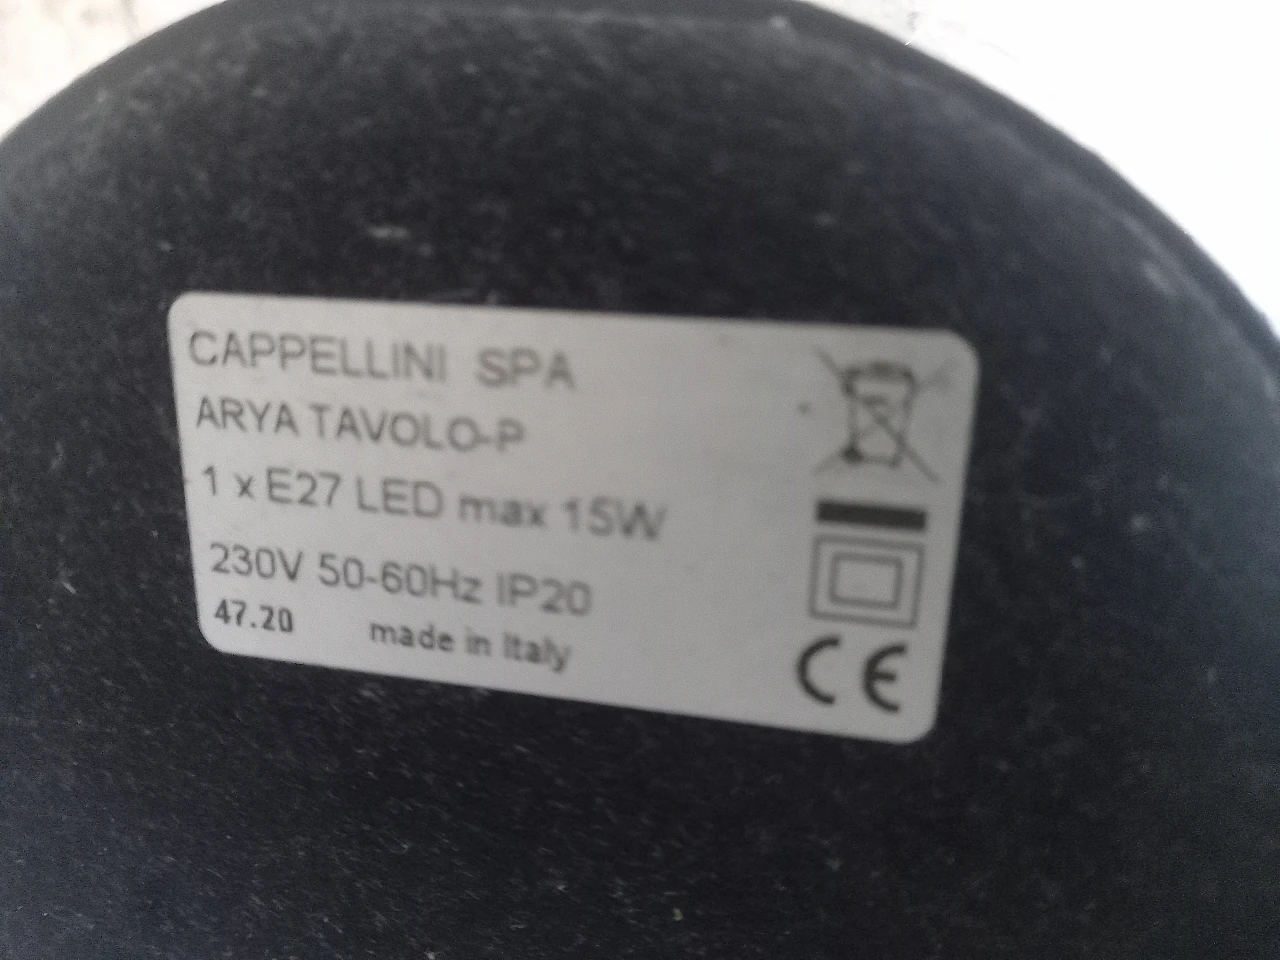 CAPPELLINI SPA
ARYA TAVOLO-P
1 x E27 LED max 15W
230V 50-60Hz IP20
47.20 made in Italy
CE